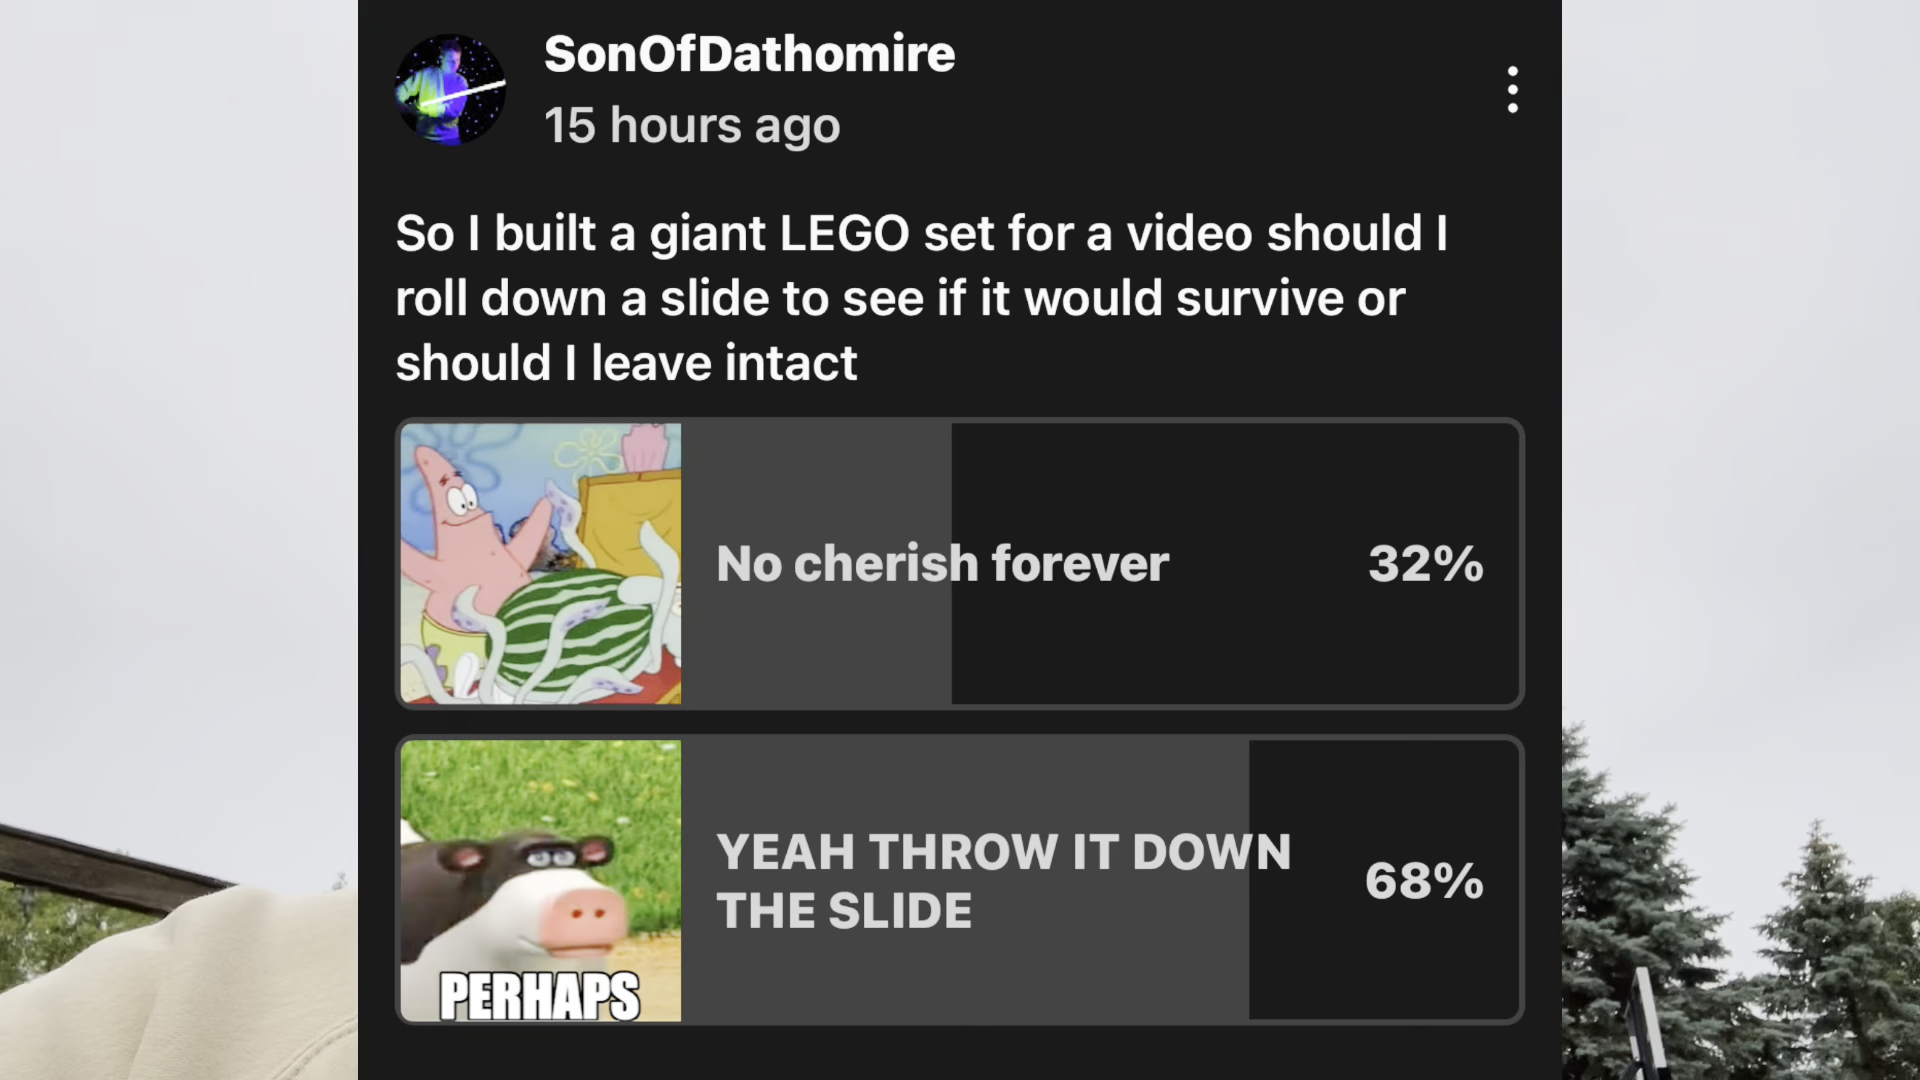 SonOfDathomire
15 hours ago
So I built a giant LEGO set for a video should I
roll down a slide to see if it would survive or
should I leave intact
No cherish forever
32%
YEAH THROW IT DOWN
THE SLIDE
68%
PERHAPS